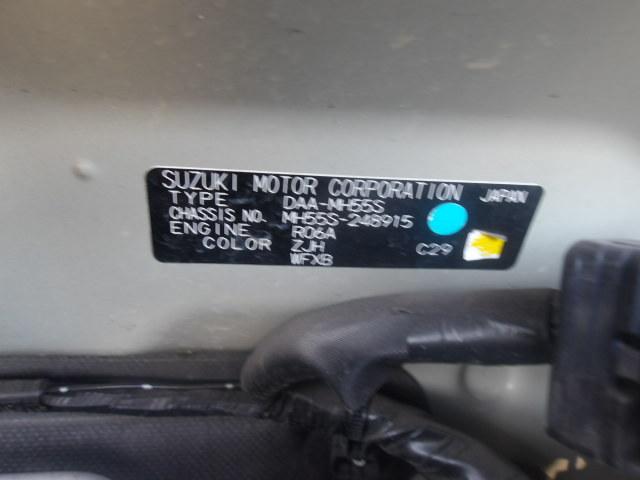 SUZUKI MOTOR CORPORATION JAPAN
TYPE DAA-MH55S
CHASSIS NO. MH55S-248915
ENGINE R06A
COLOR ZJH C29
WFXB